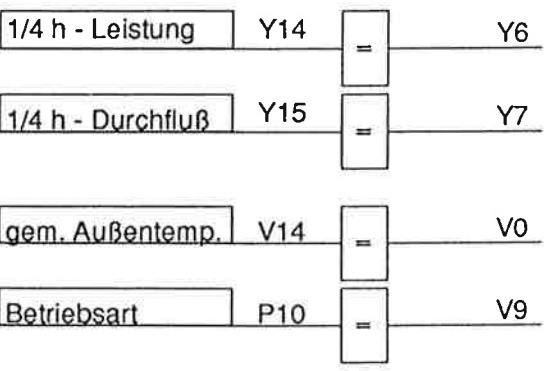 1/4 h - Leistung Y14 = Y6
1/4 h - Durchfluß Y15 = Y7
gem. Außentemp. V14 = V0
Betriebsart P10 = V9